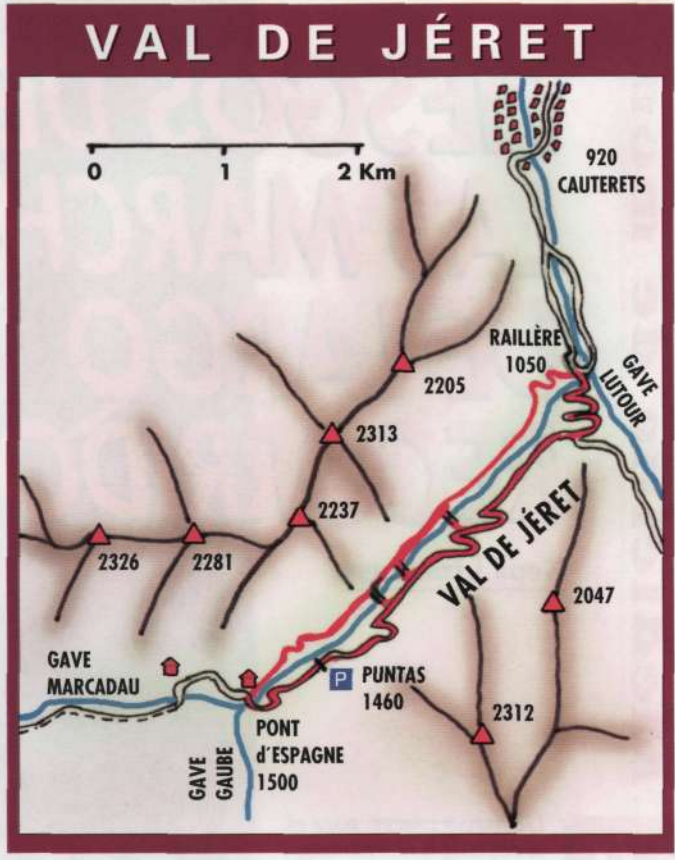 VAL DE JÉRET
0 1 2 Km
920
CAUTERETS
RAILLÈRE
1050
GAVE
LUTOUR
2205
2313
2237
2326
2281
VAL DE JÉRET
2047
GAVE
MARCADAU
P PUNTAS
1460
2312
PONT
d'ESPAGNE
1500
GAVE
GAUBE